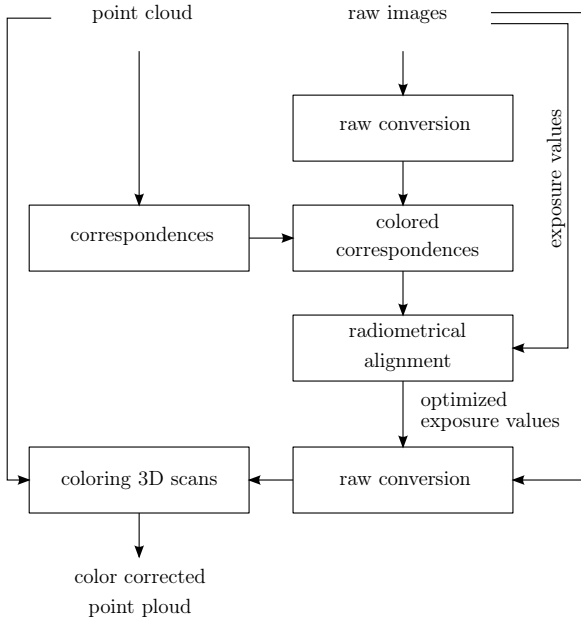 point cloud
raw images
raw conversion
exposure values
correspondences
colored
correspondences
radiometrical
alignment
optimized
exposure values
coloring 3D scans
raw conversion
color corrected
point ploud